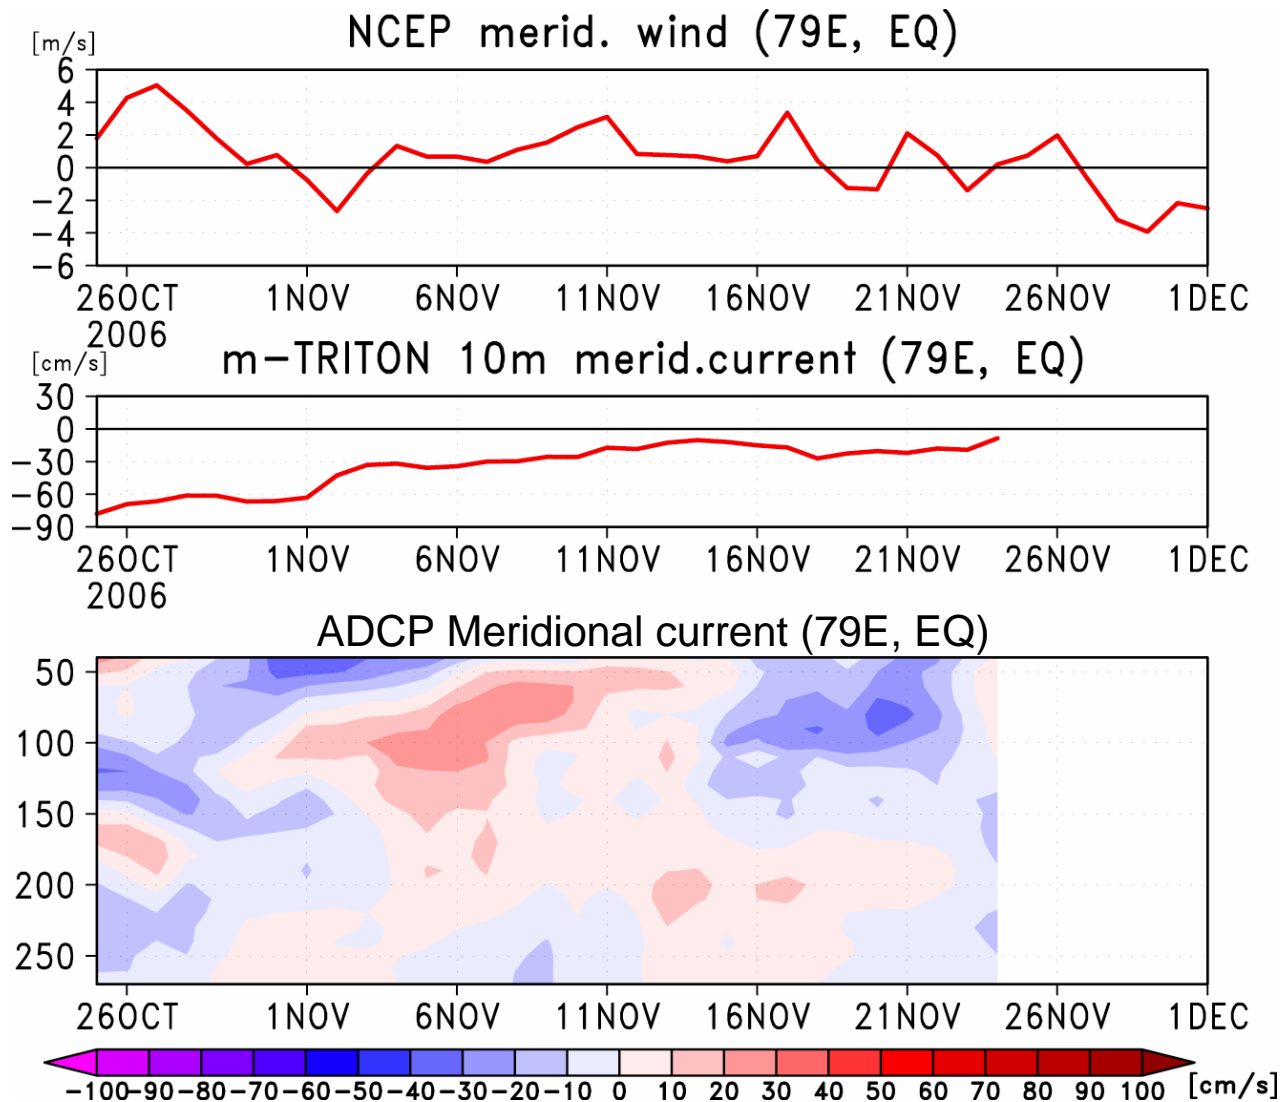 [m/s] NCEP merid. wind (79E, EQ)
6
4
2
0
−2
−4
−6
26OCT 1NOV 6NOV 11NOV 16NOV 21NOV 26NOV 1DEC
2006
[cm/s] m−TRITON 10m merid.current (79E, EQ)
30
0
−30
−60
−90
26OCT 1NOV 6NOV 11NOV 16NOV 21NOV 26NOV 1DEC
2006
ADCP Meridional current (79E, EQ)
50
100
150
200
250
26OCT 1NOV 6NOV 11NOV 16NOV 21NOV 26NOV 1DEC
−100 −90 −80 −70 −60 −50 −40 −30 −20 −10 0 10 20 30 40 50 60 70 80 90 100 [cm/s]